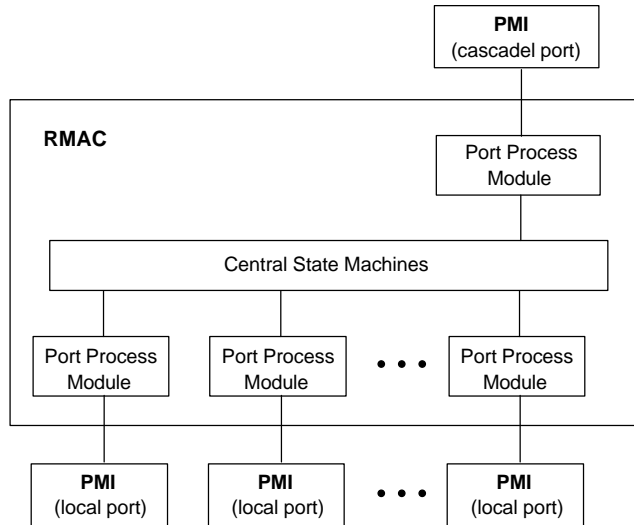 PMI
(cascadel port)
RMAC
Port Process
Module
Central State Machines
Port Process
Module
Port Process
Module
Port Process
Module
PMI
(local port)
PMI
(local port)
PMI
(local port)